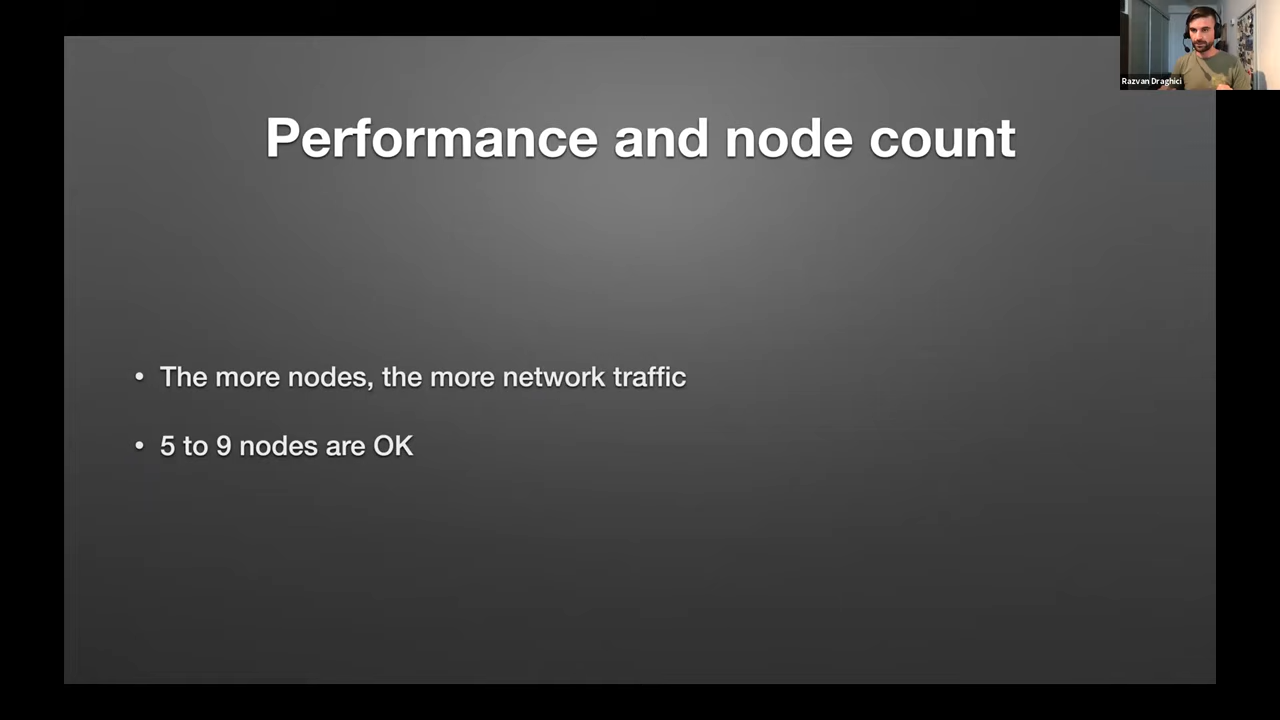 Razvan Draghici
Performance and node count
• The more nodes, the more network traffic
• 5 to 9 nodes are OK